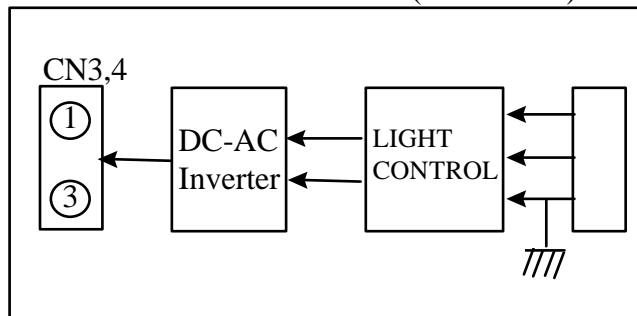 CN3,4
1
3
DC-AC
Inverter
LIGHT
CONTROL